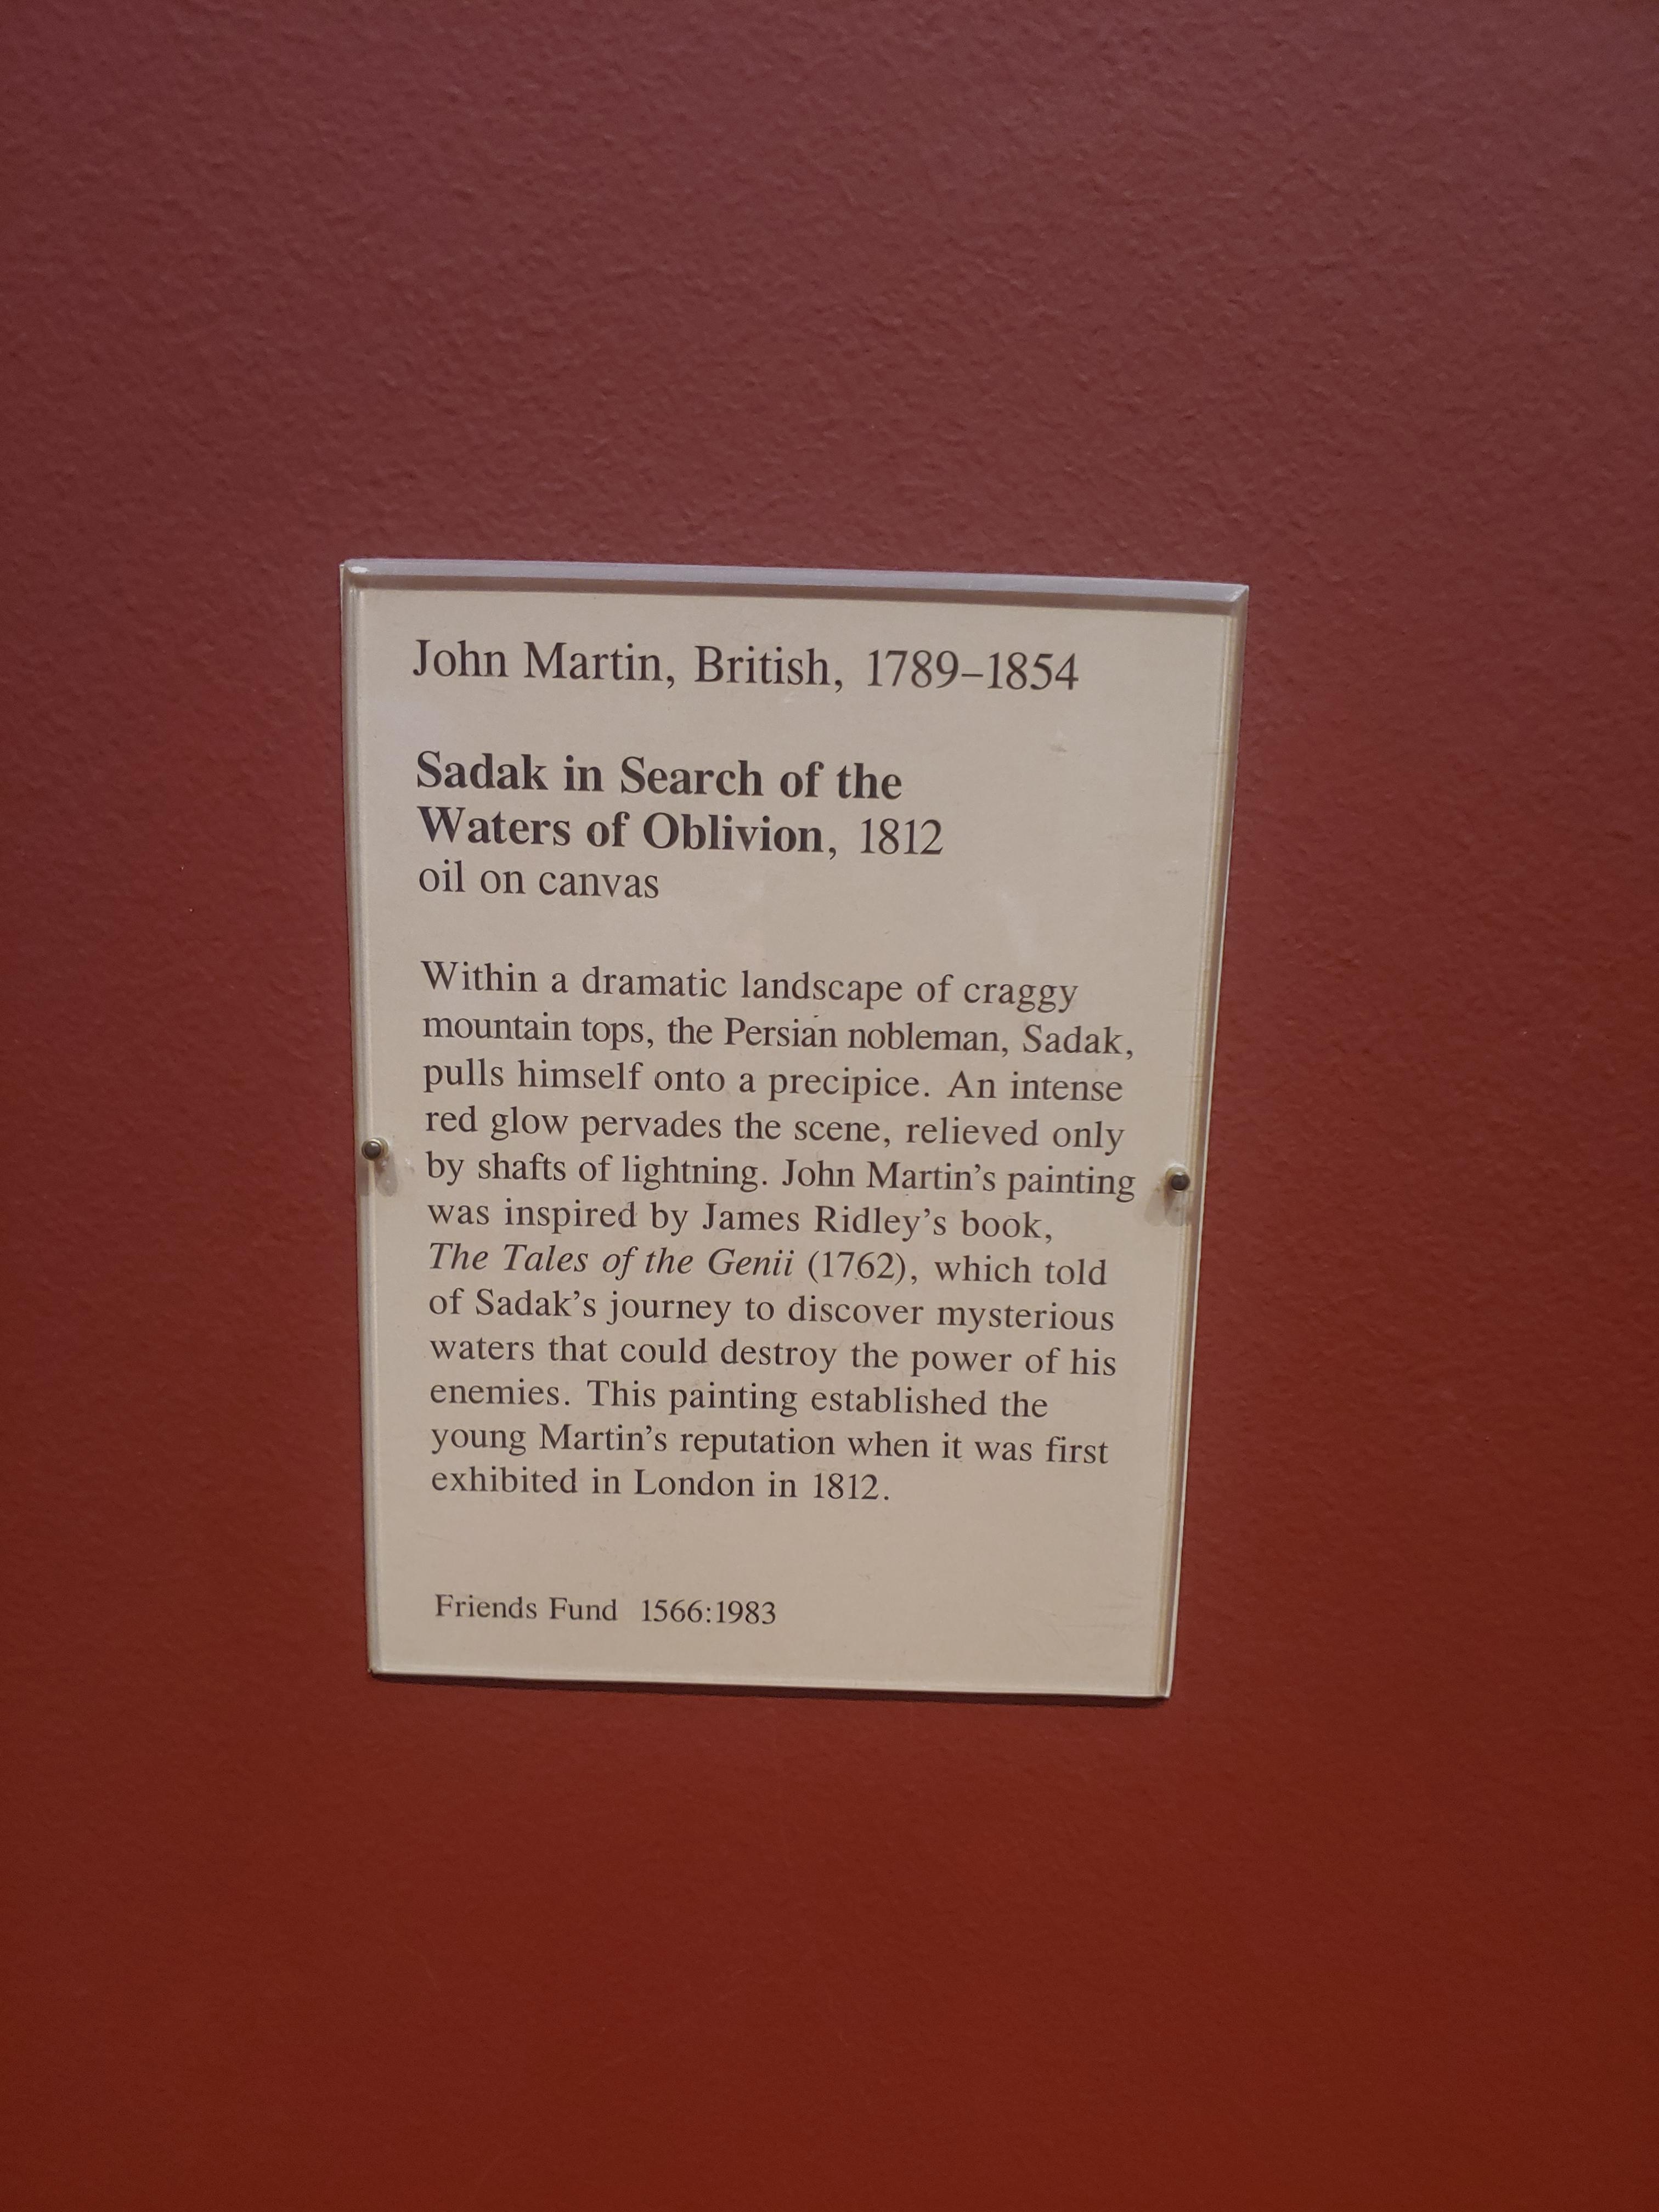 John Martin, British, 1789–1854
Sadak in Search of the
Waters of Oblivion, 1812
oil on canvas
Within a dramatic landscape of craggy
mountain tops, the Persian nobleman, Sadak,
pulls himself onto a precipice. An intense
red glow pervades the scene, relieved only
by shafts of lightning. John Martin’s painting
was inspired by James Ridley’s book,
The Tales of the Genii (1762), which told
of Sadak’s journey to discover mysterious
waters that could destroy the power of his
enemies. This painting established the
young Martin’s reputation when it was first
exhibited in London in 1812.
Friends Fund 1566:1983